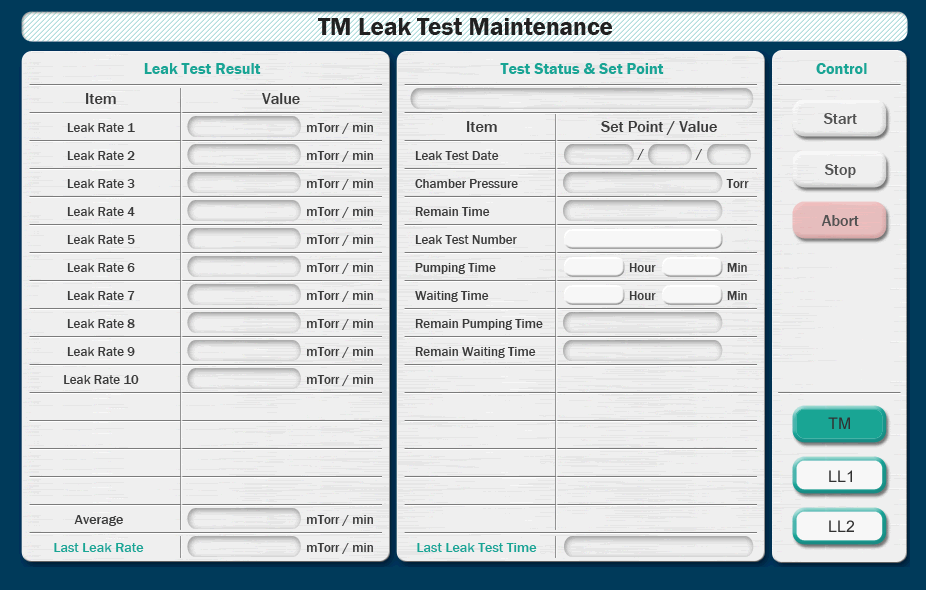 TM Leak Test Maintenance
Leak Test Result
Item Value
Leak Rate 1 mTorr / min
Leak Rate 2 mTorr / min
Leak Rate 3 mTorr / min
Leak Rate 4 mTorr / min
Leak Rate 5 mTorr / min
Leak Rate 6 mTorr / min
Leak Rate 7 mTorr / min
Leak Rate 8 mTorr / min
Leak Rate 9 mTorr / min
Leak Rate 10 mTorr / min
Average mTorr / min
Last Leak Rate mTorr / min
Test Status & Set Point
Item Set Point / Value
Leak Test Date / /
Chamber Pressure Torr
Remain Time
Leak Test Number
Pumping Time Hour Min
Waiting Time Hour Min
Remain Pumping Time
Remain Waiting Time
Last Leak Test Time
Control
Start
Stop
Abort
TM
LL1
LL2